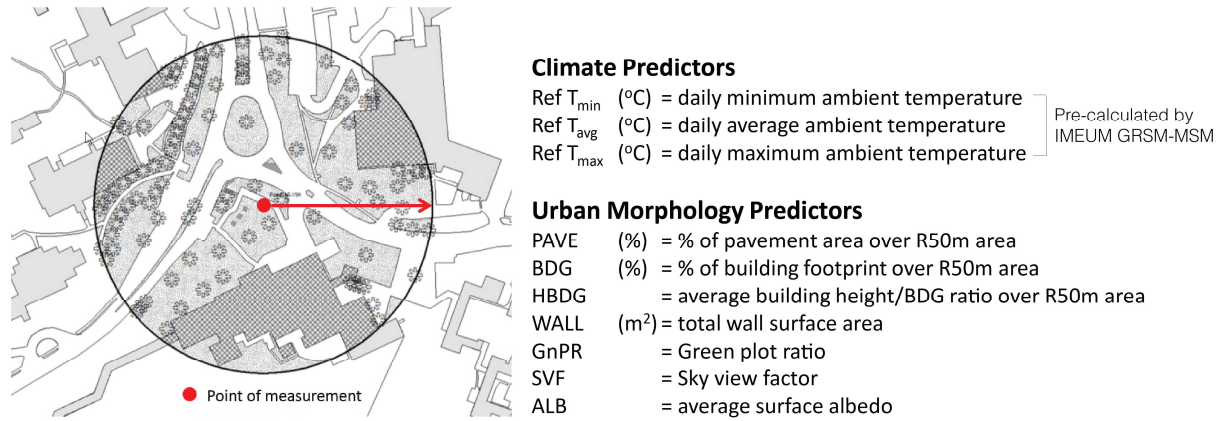 Climate Predictors
Ref Tmin (oC) = daily minimum ambient temperature
Ref Tavg (oC) = daily average ambient temperature
Ref Tmax (oC) = daily maximum ambient temperature
Pre-calculated by
IMEUM GRSM-MSM
Urban Morphology Predictors
PAVE (%) = % of pavement area over R50m area
BDG (%) = % of building footprint over R50m area
HBDG = average building height/BDG ratio over R50m area
WALL (m2) = total wall surface area
GnPR = Green plot ratio
SVF = Sky view factor
ALB = average surface albedo
Point of measurement